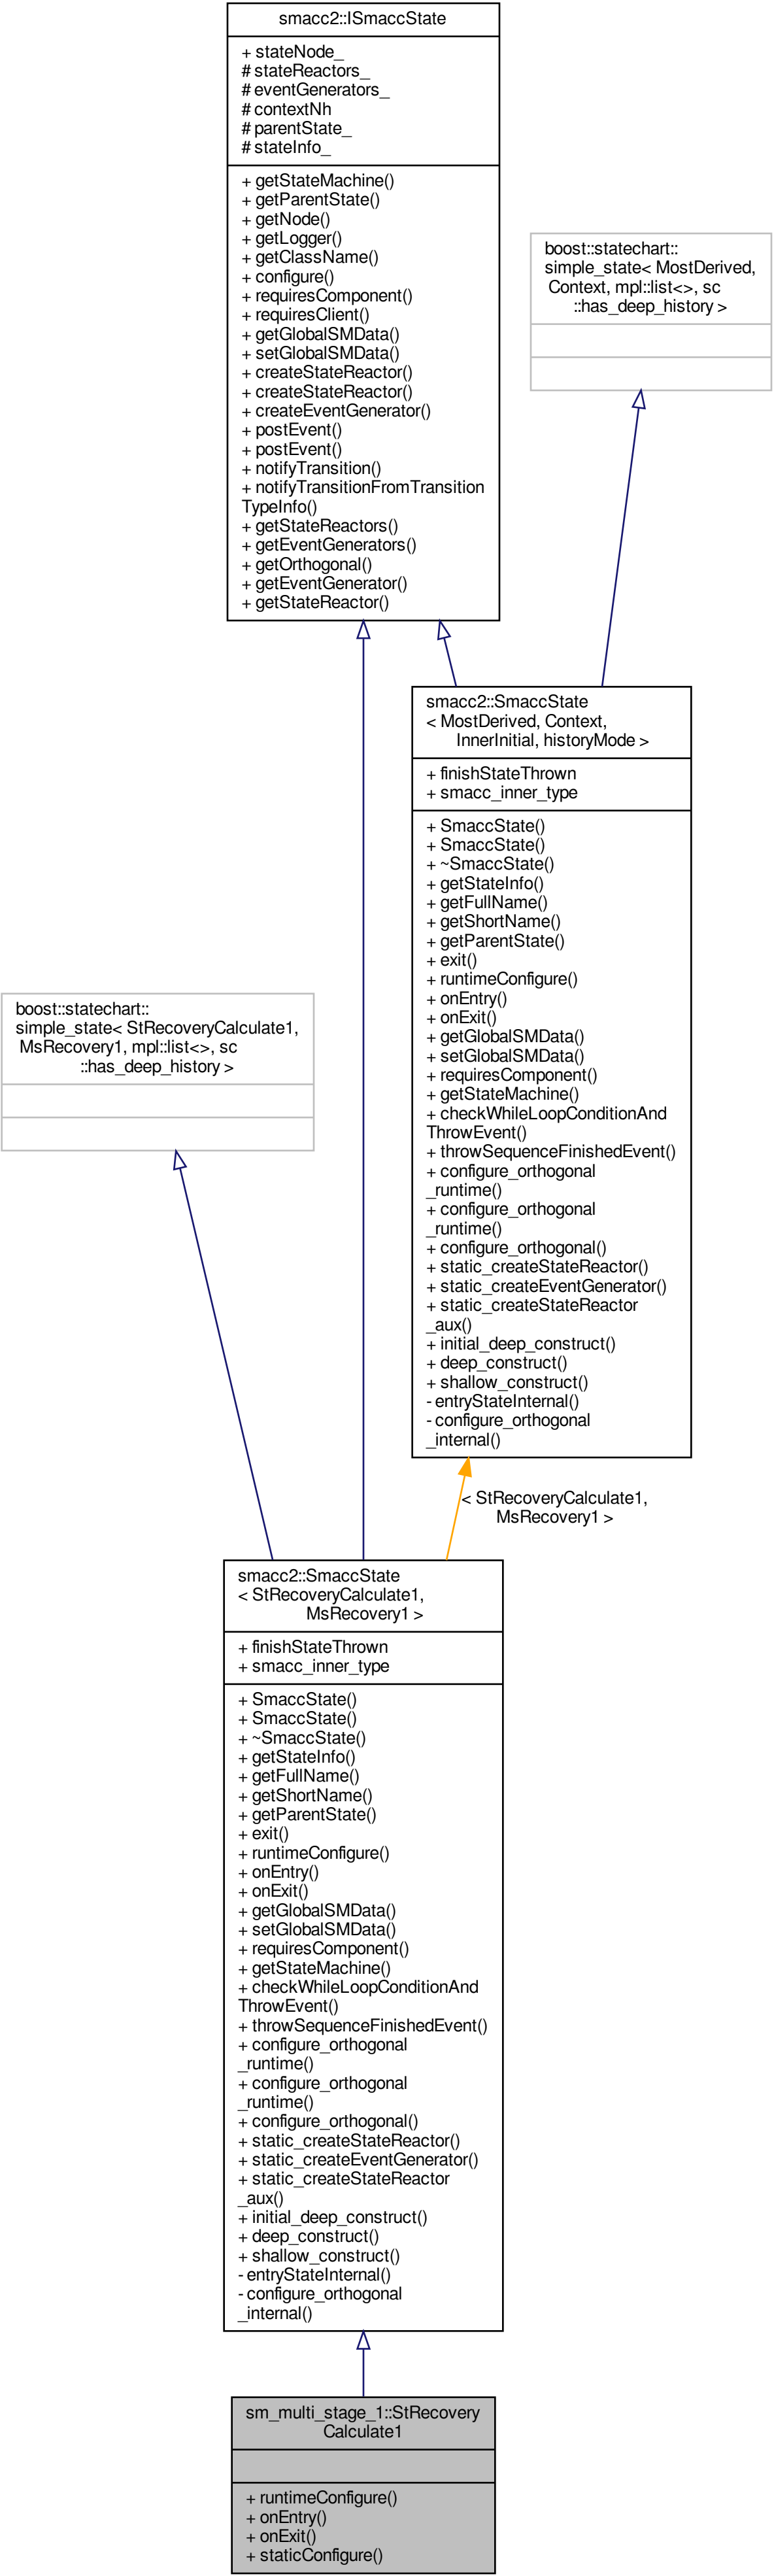 smacc2::ISmaccState
+ stateNode_
# stateReactors_
# eventGenerators_
# contextNh
# parentState_
# stateInfo_
+ getStateMachine()
+ getParentState()
+ getNode()
+ getLogger()
+ getClassName()
+ configure()
+ requiresComponent()
+ requiresClient()
+ getGlobalSMData()
+ setGlobalSMData()
+ createStateReactor()
+ createStateReactor()
+ createEventGenerator()
+ postEvent()
+ postEvent()
+ notifyTransition()
+ notifyTransitionFromTransition
TypeInfo()
+ getStateReactors()
+ getEventGenerators()
+ getOrthogonal()
+ getEventGenerator()
+ getStateReactor()
boost::statechart::
simple_state< MostDerived,
Context, mpl::list<>, sc
::has_deep_history >
smacc2::SmaccState
< MostDerived, Context,
InnerInitial, historyMode >
+ finishStateThrown
+ smacc_inner_type
+ SmaccState()
+ SmaccState()
+ ~SmaccState()
+ getStateInfo()
+ getFullName()
+ getShortName()
+ getParentState()
+ exit()
+ runtimeConfigure()
+ onEntry()
+ onExit()
+ getGlobalSMData()
+ setGlobalSMData()
+ requiresComponent()
+ getStateMachine()
+ checkWhileLoopConditionAnd
ThrowEvent()
+ throwSequenceFinishedEvent()
+ configure_orthogonal
_runtime()
+ configure_orthogonal
_runtime()
+ configure_orthogonal()
+ static_createStateReactor()
+ static_createEventGenerator()
+ static_createStateReactor
_aux()
+ initial_deep_construct()
+ deep_construct()
+ shallow_construct()
- entryStateInternal()
- configure_orthogonal
_internal()
boost::statechart::
simple_state< StRecoveryCalculate1,
MsRecovery1, mpl::list<>, sc
::has_deep_history >
< StRecoveryCalculate1,
MsRecovery1 >
smacc2::SmaccState
< StRecoveryCalculate1,
MsRecovery1 >
+ finishStateThrown
+ smacc_inner_type
+ SmaccState()
+ SmaccState()
+ ~SmaccState()
+ getStateInfo()
+ getFullName()
+ getShortName()
+ getParentState()
+ exit()
+ runtimeConfigure()
+ onEntry()
+ onExit()
+ getGlobalSMData()
+ setGlobalSMData()
+ requiresComponent()
+ getStateMachine()
+ checkWhileLoopConditionAnd
ThrowEvent()
+ throwSequenceFinishedEvent()
+ configure_orthogonal
_runtime()
+ configure_orthogonal
_runtime()
+ configure_orthogonal()
+ static_createStateReactor()
+ static_createEventGenerator()
+ static_createStateReactor
_aux()
+ initial_deep_construct()
+ deep_construct()
+ shallow_construct()
- entryStateInternal()
- configure_orthogonal
_internal()
sm_multi_stage_1::StRecovery
Calculate1
+ runtimeConfigure()
+ onEntry()
+ onExit()
+ staticConfigure()